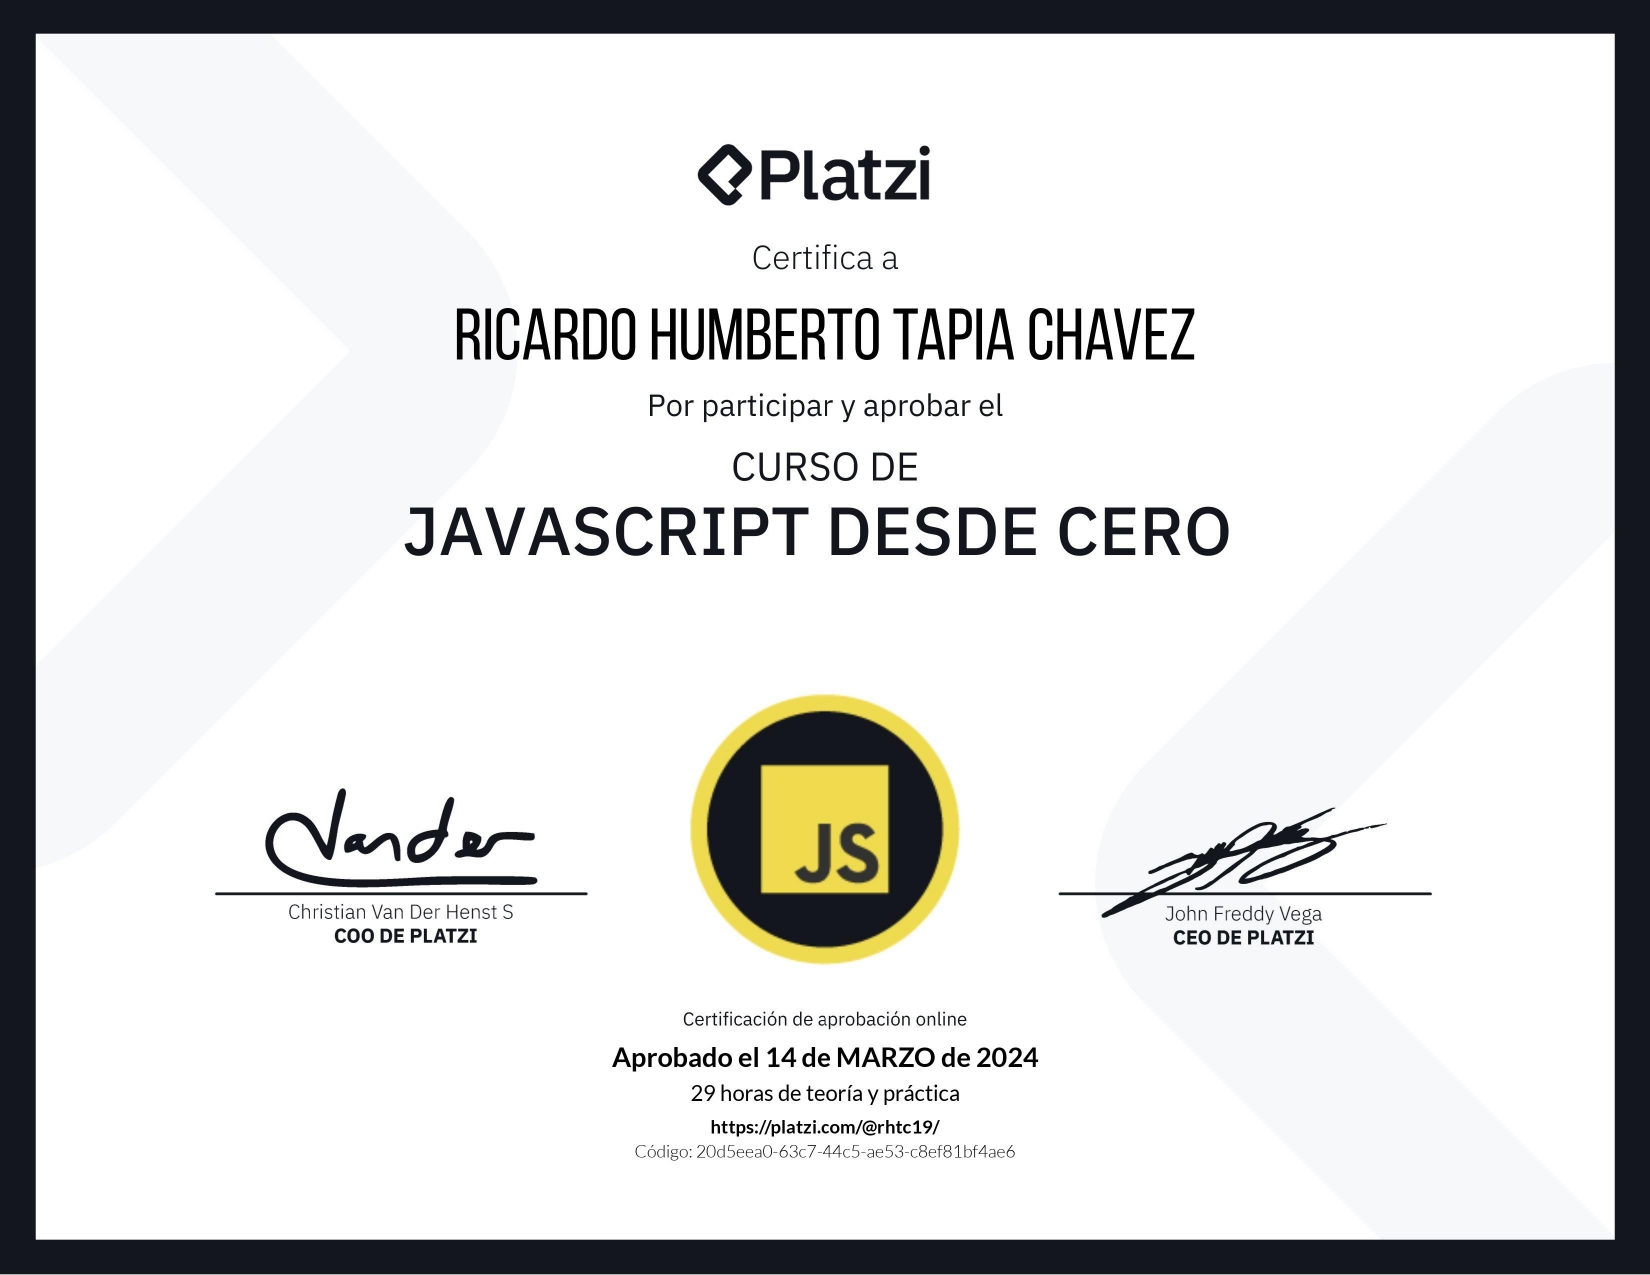 Platzi
Certifica a
RICARDO HUMBERTO TAPIA CHAVEZ
Por participar y aprobar el
CURSO DE
JAVASCRIPT DESDE CERO
JS
Vander
Christian Van Der Henst S
COO DE PLATZI
John Freddy Vega
CEO DE PLATZI
Certificación de aprobación online
Aprobado el 14 de MARZO de 2024
29 horas de teoría y práctica
https://platzi.com/@rhtc19/
Código: 20d5eea0-63c7-44c5-ae53-c8ef81bf4ae6